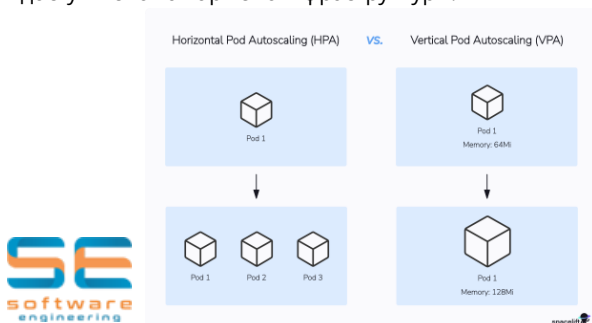 Horizontal Pod Autoscaling (HPA) vs. Vertical Pod Autoscaling (VPA)
Pod 1
Pod 1
Memory: 64Mi
Pod 1 Pod 2 Pod 3
Pod 1
Memory: 128Mi
SE
software
engineering
spacelift